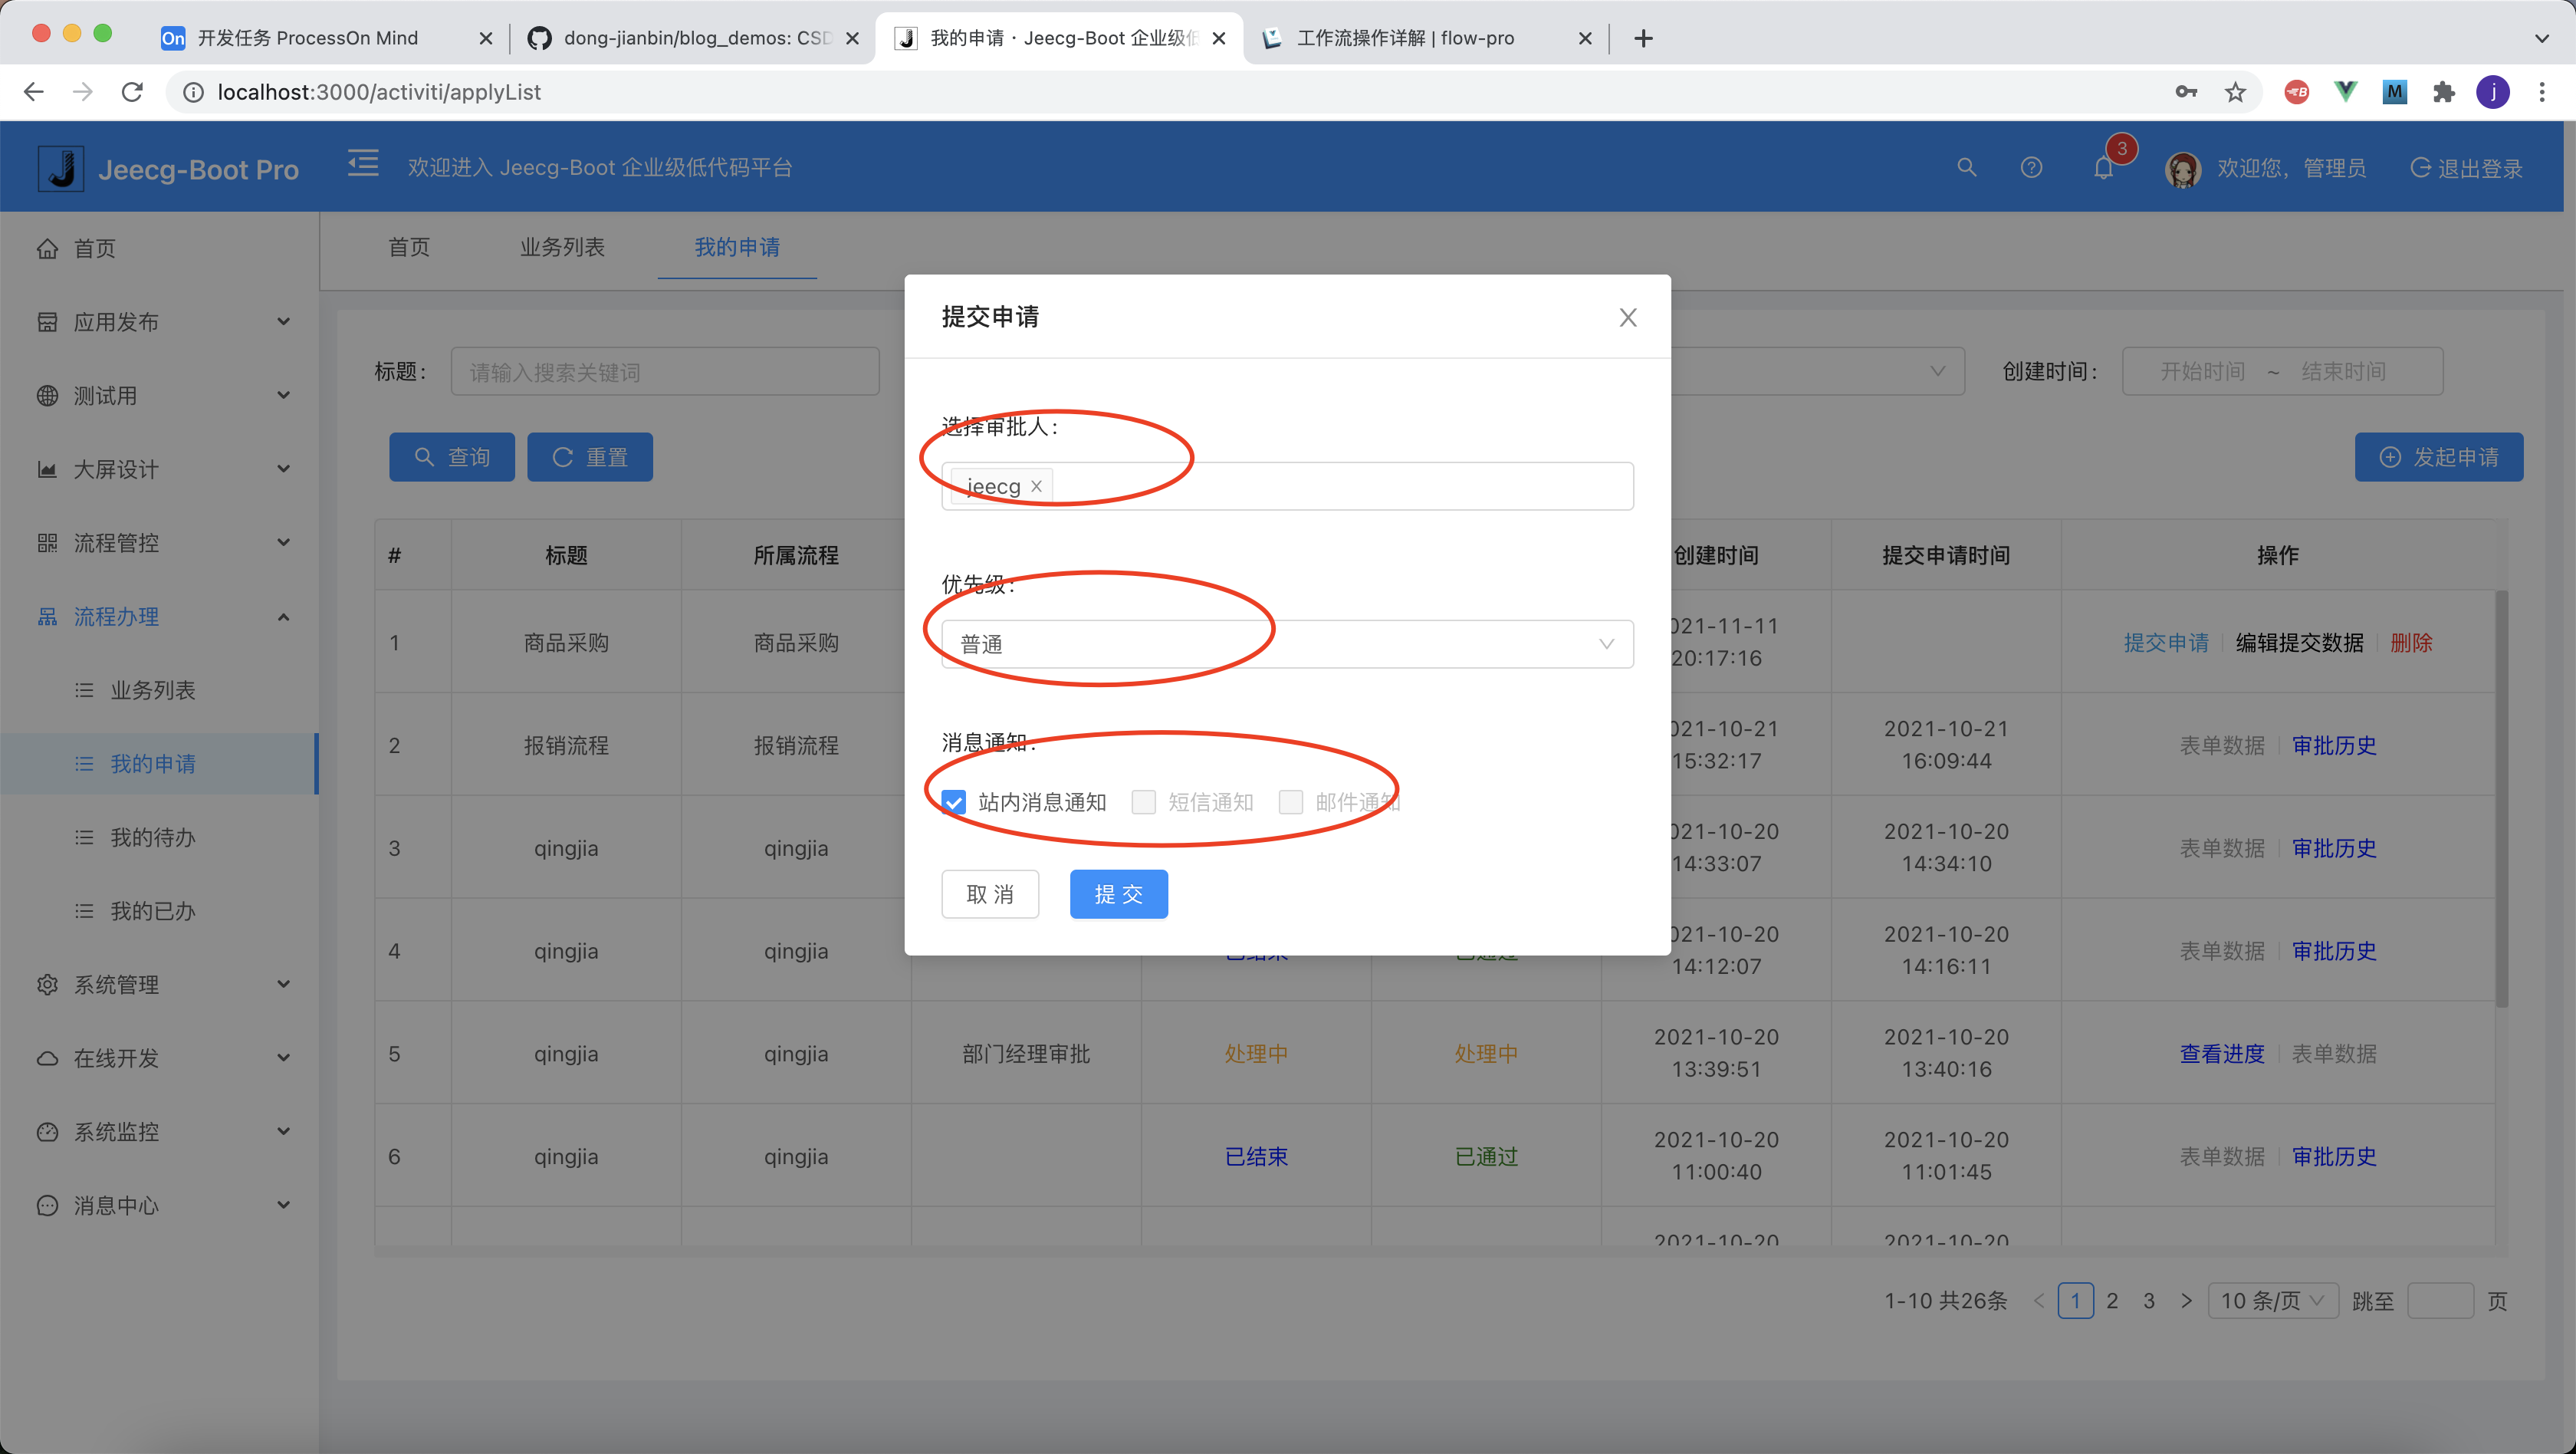 On 开发任务 ProcessOn Mind
dong-jianbin/blog_demos: CSD
我的申请 · Jeecg-Boot 企业级低
工作流操作详解 | flow-pro
localhost:3000/activiti/applyList
M
j
Jeecg-Boot Pro
欢迎进入 Jeecg-Boot 企业级低代码平台
3
欢迎您，管理员
退出登录
首页
应用发布
测试用
大屏设计
流程管控
流程办理
业务列表
我的申请
我的待办
我的已办
系统管理
在线开发
系统监控
消息中心
首页 业务列表 我的申请
标题：
请输入搜索关键词
创建时间：
开始时间 ~ 结束时间
查询
重置
发起申请
提交申请
选择审批人：
jeecg
优先级：
普通
消息通知：
站内消息通知 短信通知 邮件通知
取 消
提 交
# 标题 所属流程 创建时间 提交申请时间 操作
1 商品采购 商品采购 021-11-11
20:17:16
提交申请 编辑提交数据 删除
2 报销流程 报销流程 021-10-21 2021-10-21
15:32:17 16:09:44
表单数据 审批历史
3 qingjia qingjia 021-10-20 2021-10-20
14:33:07 14:34:10
表单数据 审批历史
4 qingjia qingjia 已结束 已通过 021-10-20 2021-10-20
14:12:07 14:16:11
表单数据 审批历史
5 qingjia qingjia 部门经理审批 处理中 处理中 2021-10-20 2021-10-20
13:39:51 13:40:16
查看进度 表单数据
6 qingjia qingjia 已结束 已通过 2021-10-20 2021-10-20
11:00:40 11:01:45
表单数据 审批历史
2021-10-20 2021-10-20
1-10 共26条 < 1 2 3 > 10 条/页 跳至 页